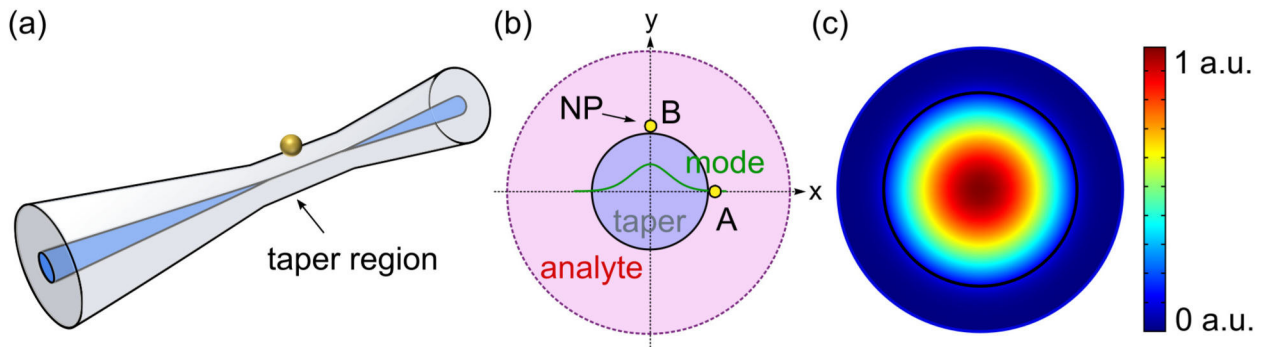 (a)
taper region
(b)
y
NP
B
mode
x
taper
A
analyte
(c)
1 a.u.
0 a.u.